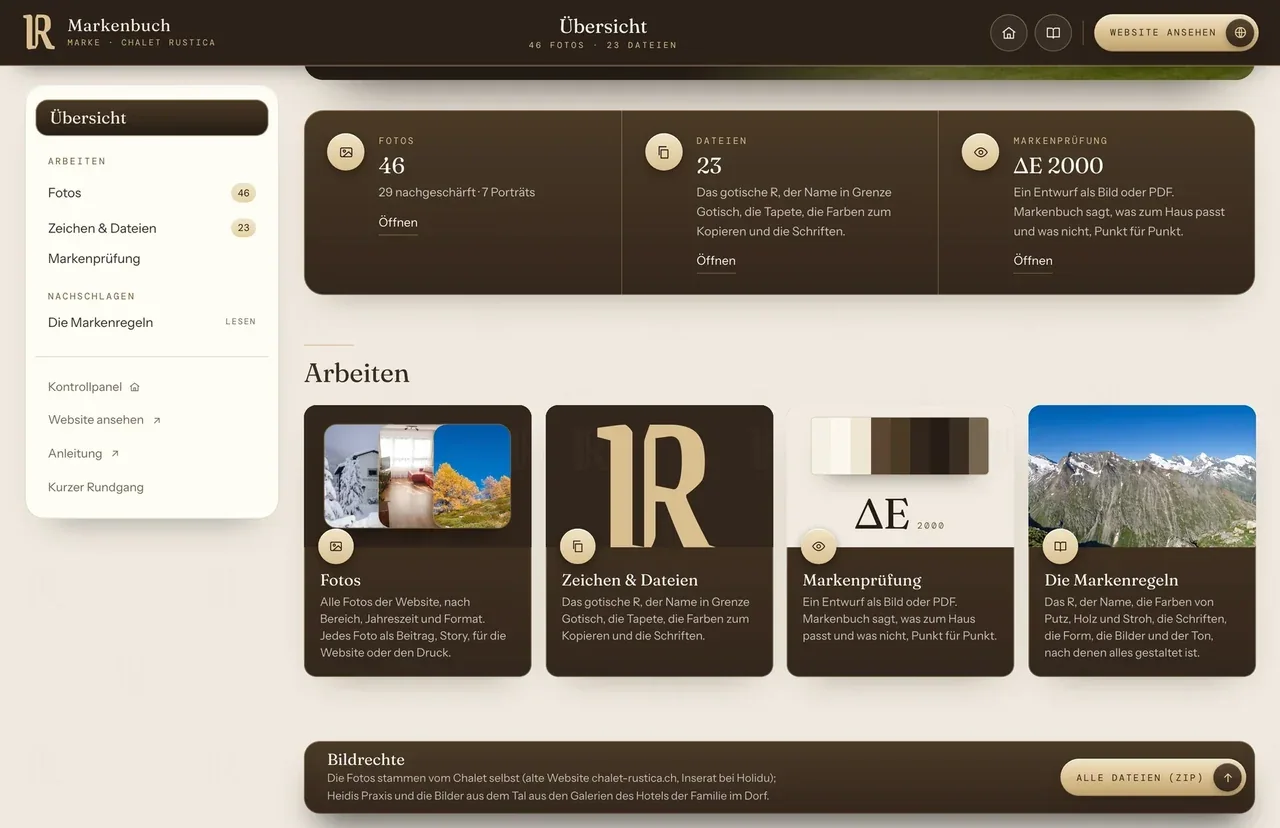 R
Markenbuch
MARKE · CHALET RUSTICA
Übersicht
46 FOTOS · 23 DATEIEN
WEBSITE ANSEHEN
Übersicht
ARBEITEN
Fotos
46
Zeichen & Dateien
23
Markenprüfung
NACHSCHLAGEN
Die Markenregeln
LESEN
Kontrollpanel
Website ansehen ↗
Anleitung ↗
Kurzer Rundgang
FOTOS
46
29 nachgeschärft · 7 Porträts
Öffnen
DATEIEN
23
Das gotische R, der Name in Grenze
Gotisch, die Tapete, die Farben zum
Kopieren und die Schriften.
Öffnen
MARKENPRÜFUNG
ΔE 2000
Ein Entwurf als Bild oder PDF.
Markenbuch sagt, was zum Haus passt
und was nicht, Punkt für Punkt.
Öffnen
Arbeiten
Fotos
Alle Fotos der Website, nach
Bereich, Jahreszeit und Format.
Jedes Foto als Beitrag, Story, für die
Website oder den Druck.
R
Zeichen & Dateien
Das gotische R, der Name in Grenze
Gotisch, die Tapete, die Farben zum
Kopieren und die Schriften.
ΔE 2000
Markenprüfung
Ein Entwurf als Bild oder PDF.
Markenbuch sagt, was zum Haus
passt und was nicht, Punkt für Punkt.
Die Markenregeln
Das R, der Name, die Farben von
Putz, Holz und Stroh, die Schriften,
die Form, die Bilder und der Ton,
nach denen alles gestaltet ist.
Bildrechte
Die Fotos stammen vom Chalet selbst (alte Website chalet-rustica.ch, Inserat bei Holidu);
Heidis Praxis und die Bilder aus dem Tal aus den Galerien des Hotels der Familie im Dorf.
ALLE DATEIEN (ZIP)